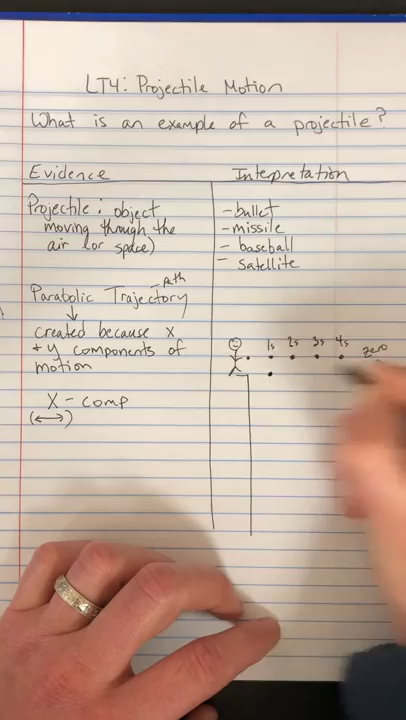 LT4: Projectile Motion
What is an example of a projectile?
Evidence
Interpretation
Projectile: object
moving through the
air (or space)
- bullet
- missile
- baseball
- satellite
- Path
Parabolic Trajectory
created because x
+ y components of
motion
X - comp
1s 2s 3s 4s zero